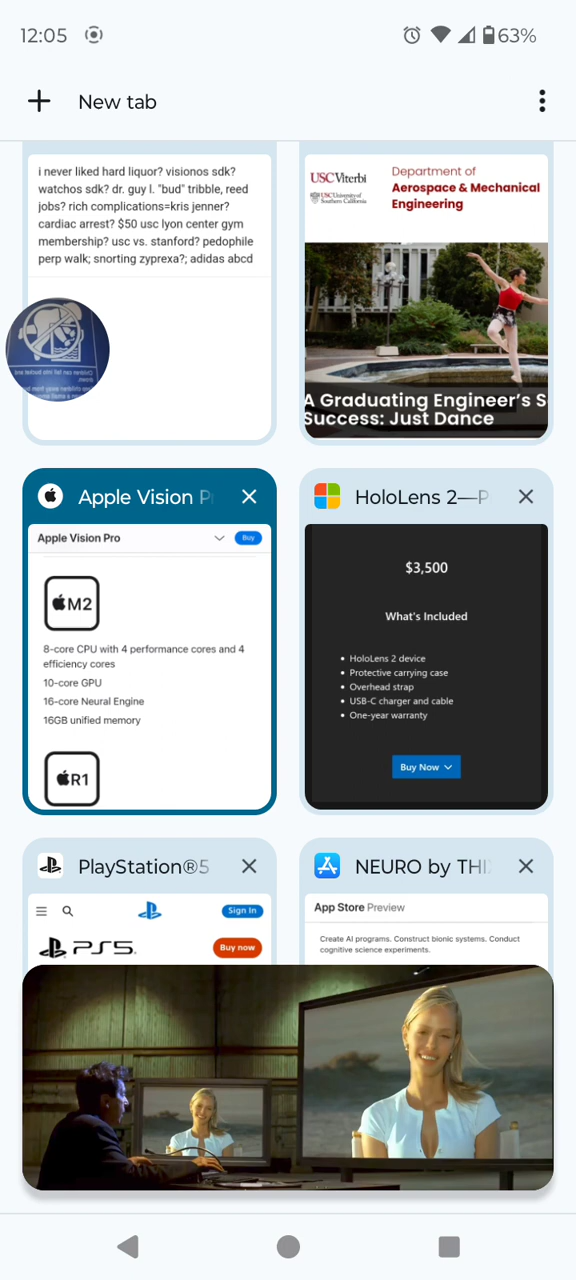 12:05
63%
New tab
i never liked hard liquor? visionos sdk?
watchos sdk? dr. guy l. "bud" tribble, reed
jobs? rich complications=kris jenner?
cardiac arrest? $50 usc lyon center gym
membership? usc vs. stanford? pedophile
perp walk; snorting zyprexa?; adidas abcd
USC Viterbi
USC University of
Southern California
Department of
Aerospace & Mechanical
Engineering
A Graduating Engineer's S
Success: Just Dance
Apple Vision P
Apple Vision Pro
Buy
M2
8-core CPU with 4 performance cores and 4
efficiency cores
10-core GPU
16-core Neural Engine
16GB unified memory
R1
HoloLens 2—P
$3,500
What's Included
• HoloLens 2 device
• Protective carrying case
• Overhead strap
• USB-C charger and cable
• One-year warranty
Buy Now
PlayStation®5
Sign In
PS5
Buy now
NEURO by THI
App Store Preview
Create AI programs. Construct bionic systems. Conduct
cognitive science experiments.